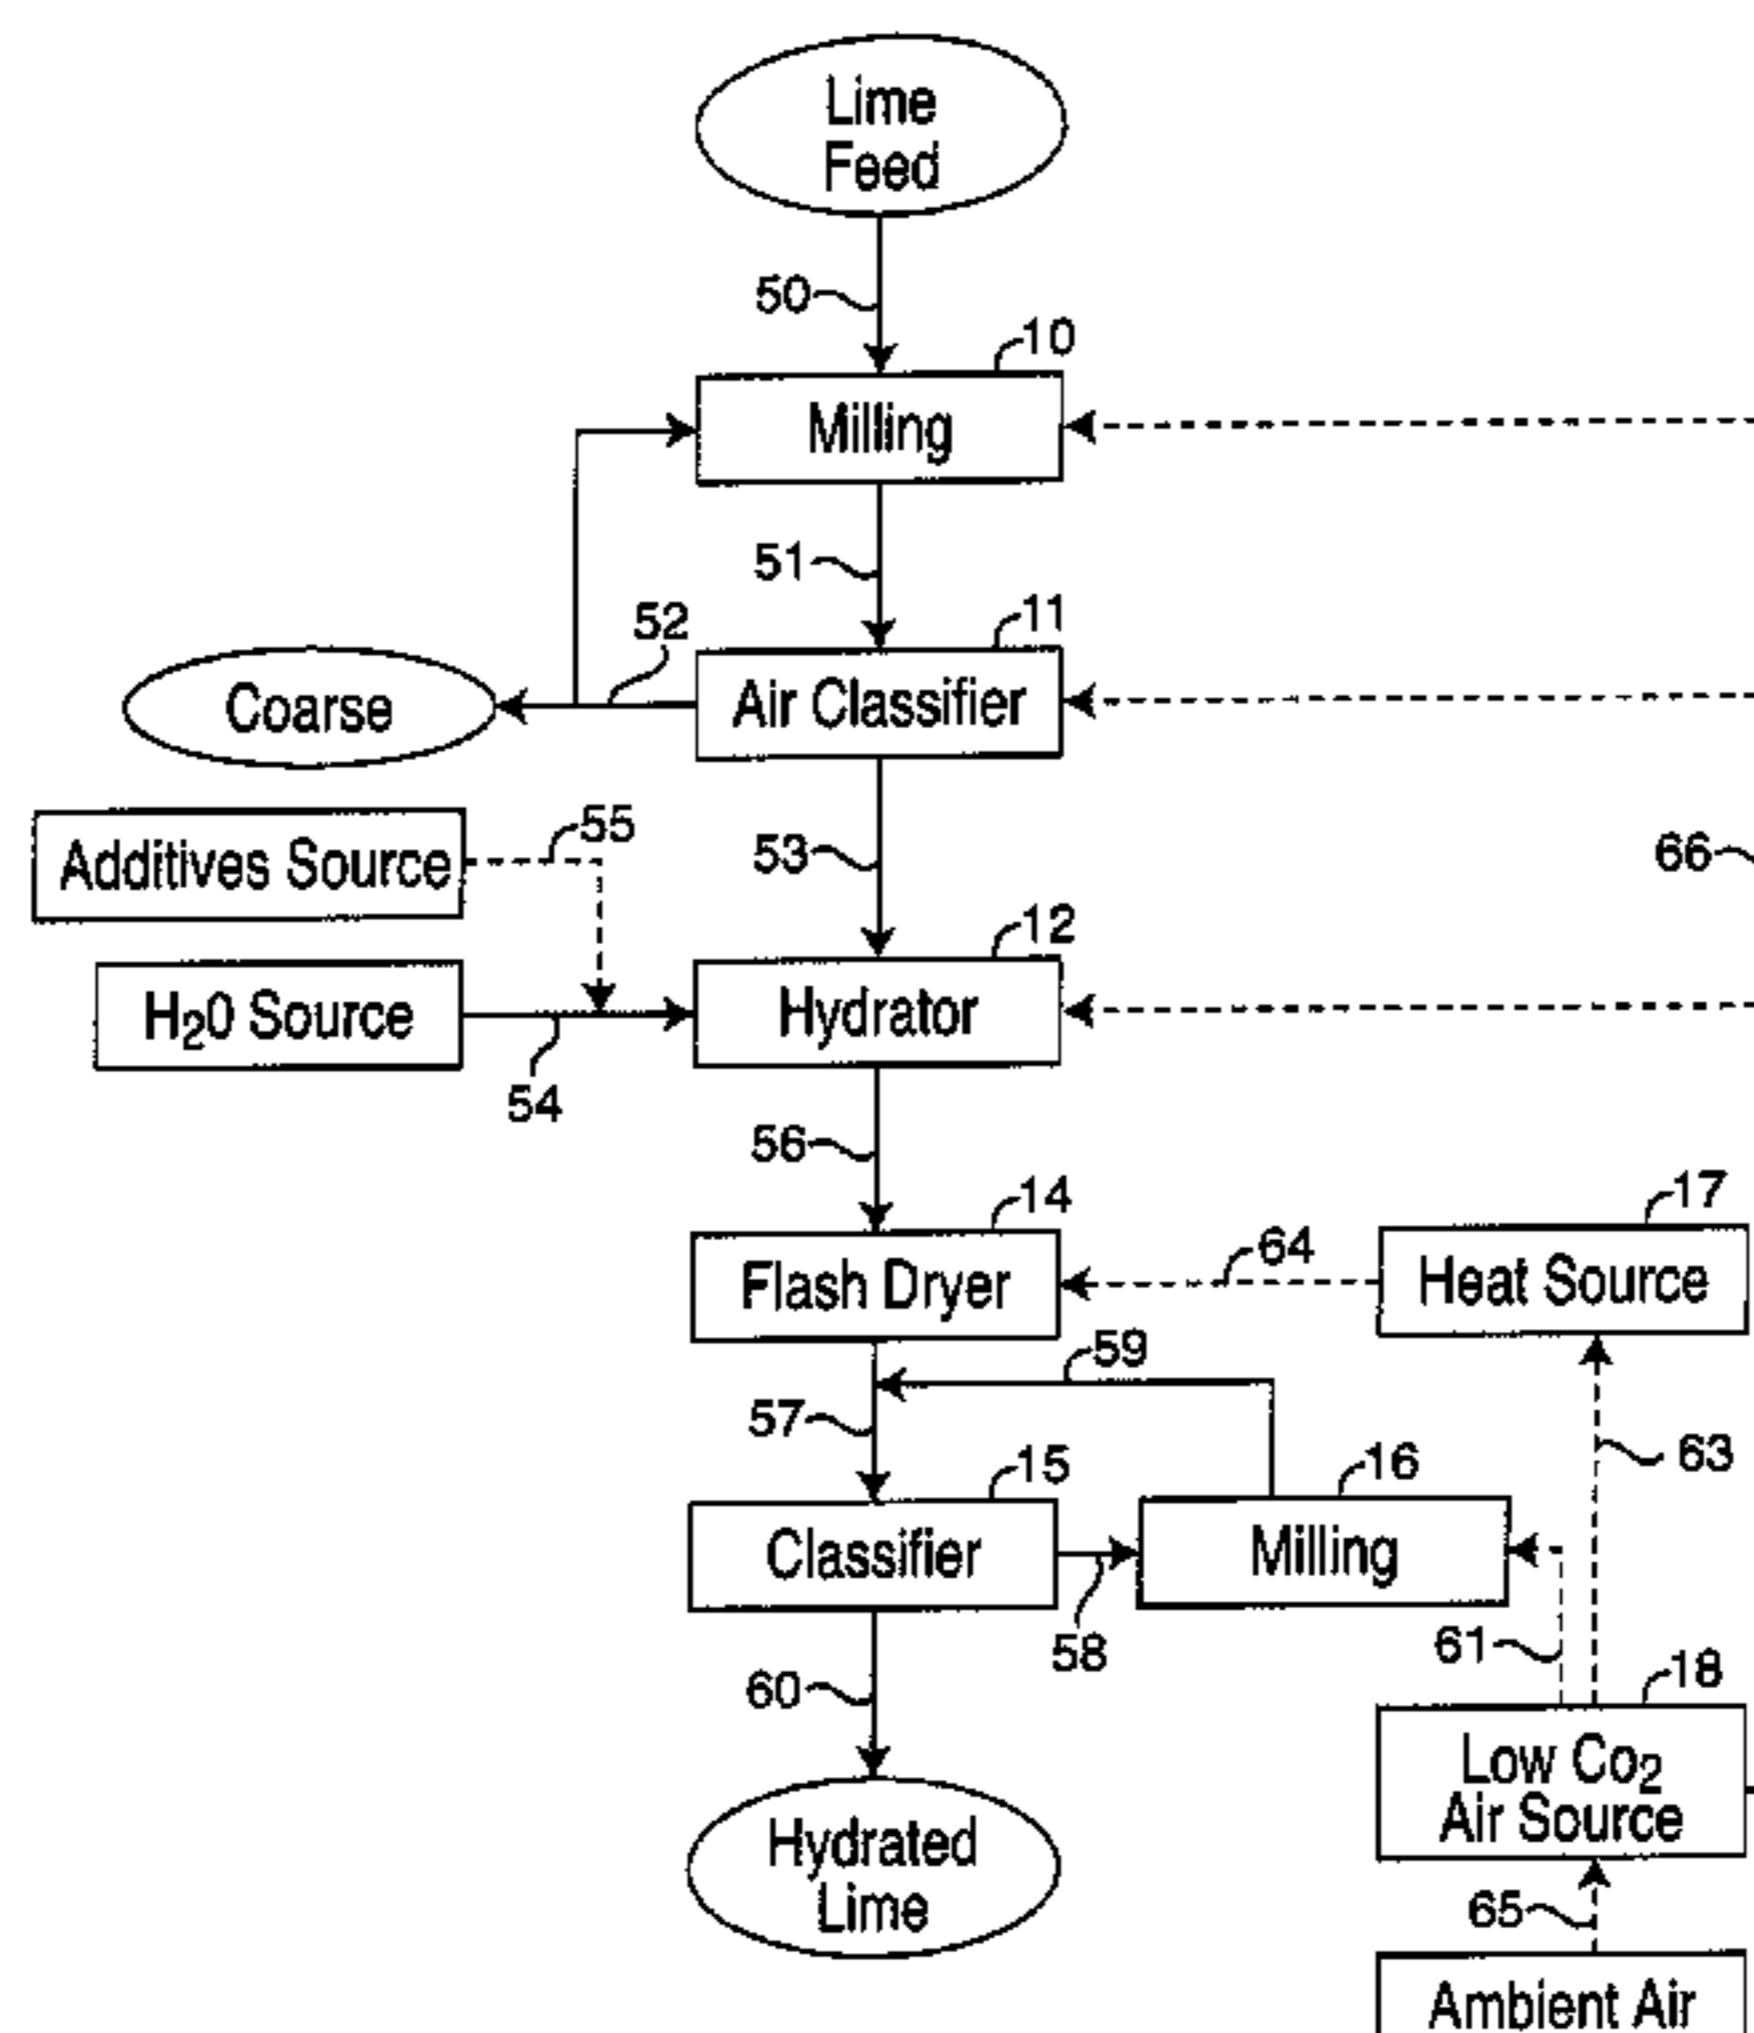 Lime
Feed
50
10
Milling
51
52
11
Coarse
Air Classifier
55
Additives Source
53
66
12
H₂0 Source
Hydrator
54
56
14
17
64
Flash Dryer
Heat Source
59
57
63
15
16
Classifier
Milling
58
61
60
18
Low Co₂
Air Source
Hydrated
Lime
65
Ambient Air